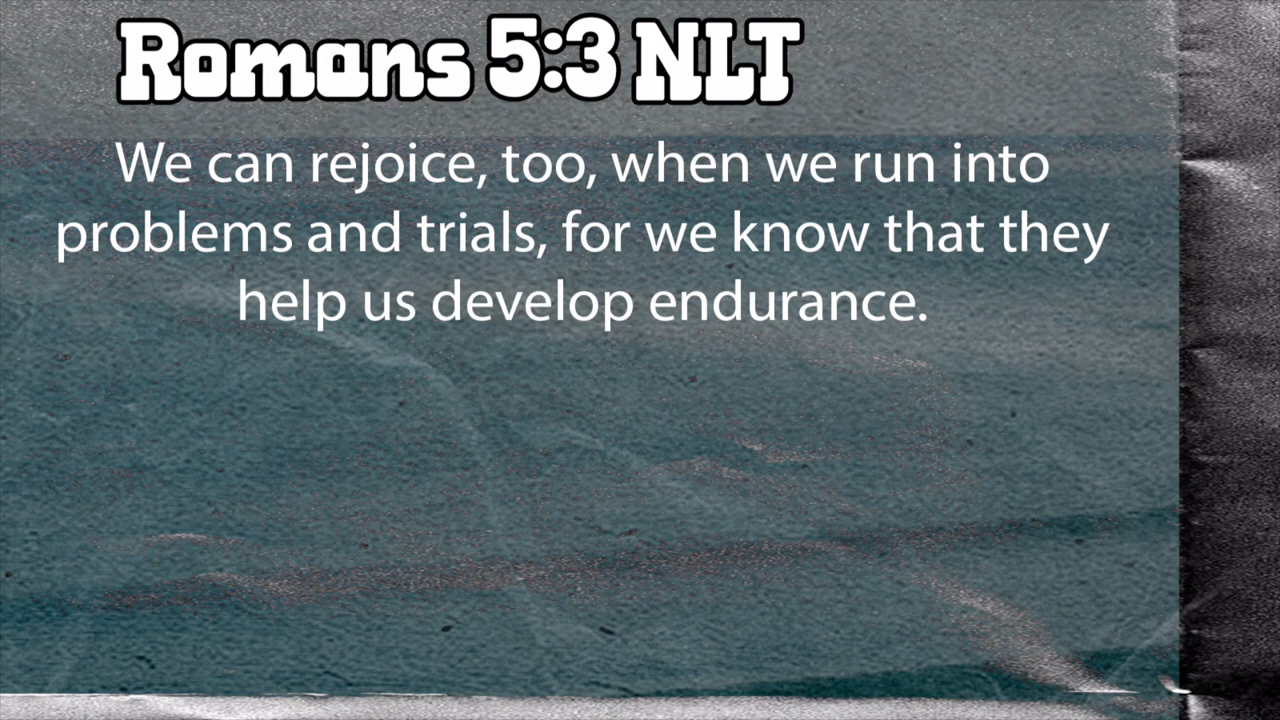 Romans 5:3 NLT
We can rejoice, too, when we run into
problems and trials, for we know that they
help us develop endurance.